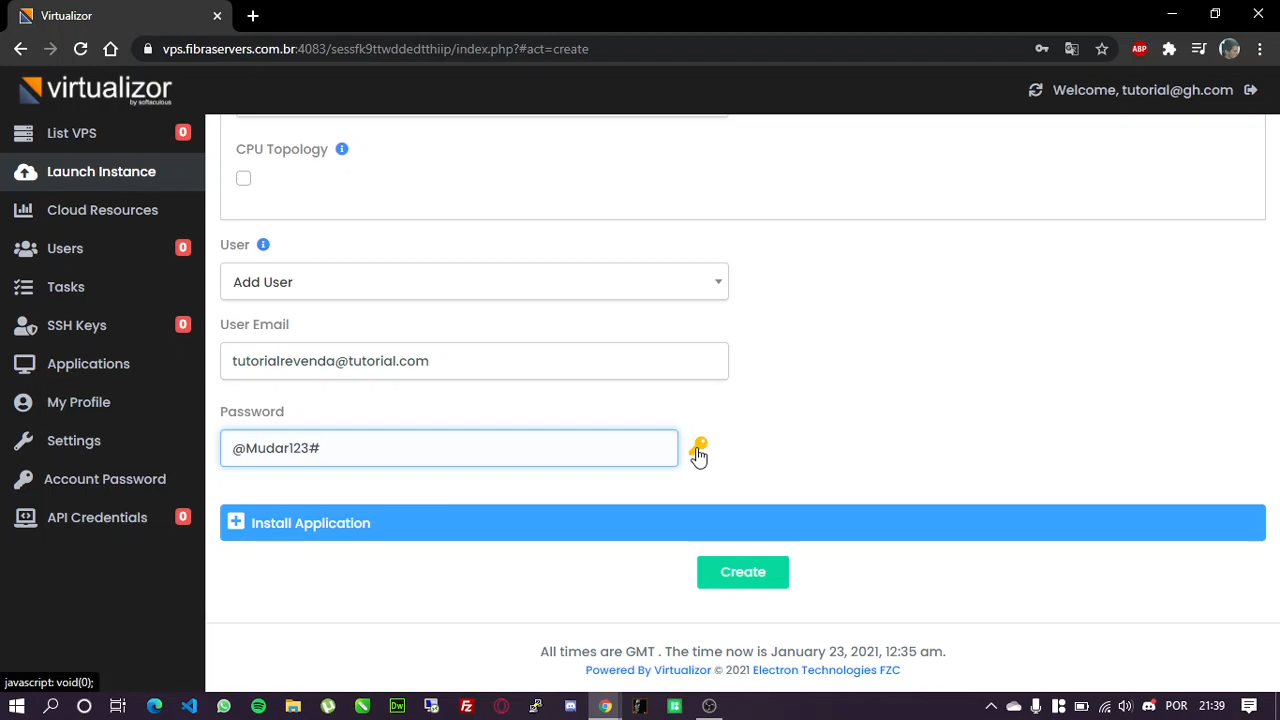 Virtualizor
vps.fibraservers.com.br:4083/sessfk9ttwddedtthiip/index.php?#act=create
ABP
virtualizor
by softaculous
Welcome, tutorial@gh.com
List VPS 0
Launch Instance
Cloud Resources
Users 0
Tasks
SSH Keys 0
Applications
My Profile
Settings
Account Password
API Credentials 0
CPU Topology
User
Add User
User Email
tutorialrevenda@tutorial.com
Password
@Mudar123#
Install Application
Create
All times are GMT . The time now is January 23, 2021, 12:35 am.
Powered By Virtualizor © 2021 Electron Technologies FZC
javascript: void(0);
Dw
POR 21:39